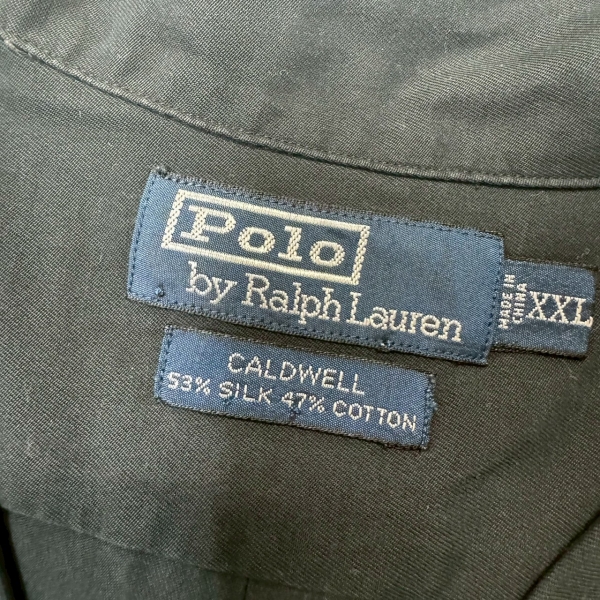 Polo
by Ralph Lauren
MADE IN
CHINA
XXL
CALDWELL
53% SILK 47% COTTON